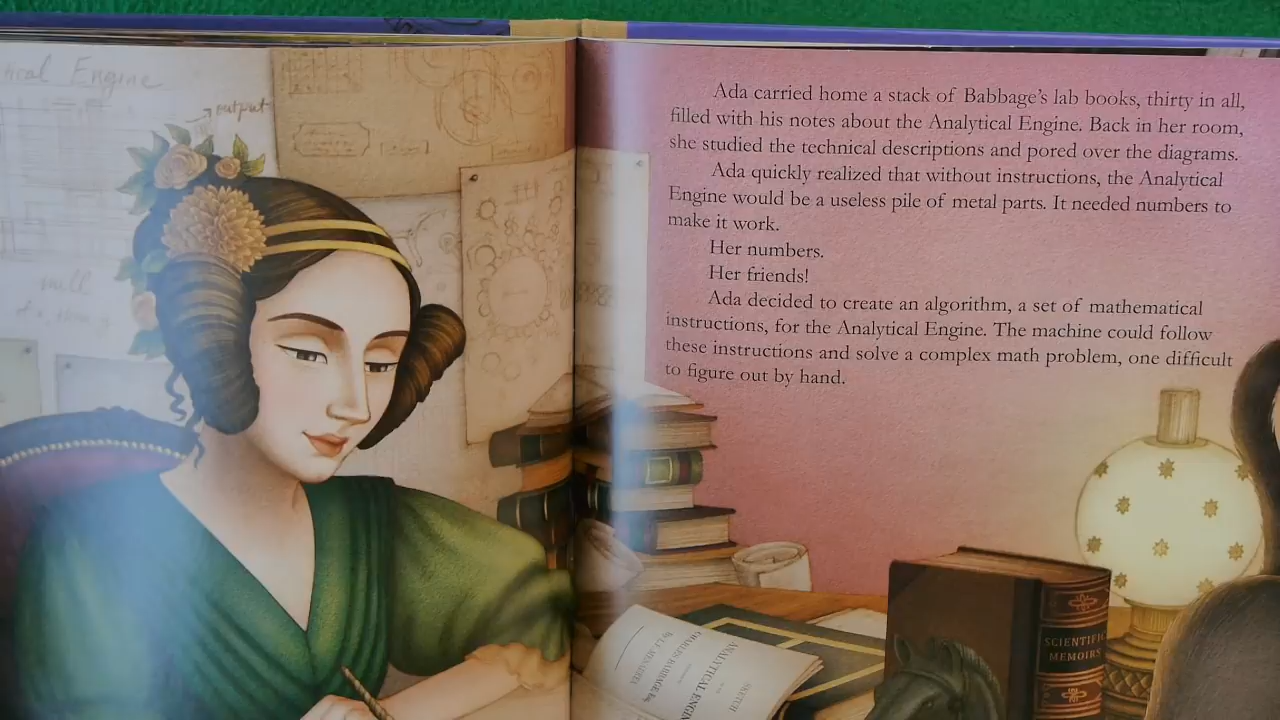 Engine
output
Ada carried home a stack of Babbage's lab books, thirty in all,
filled with his notes about the Analytical Engine. Back in her room,
she studied the technical descriptions and pored over the diagrams.
Ada quickly realized that without instructions, the Analytical
Engine would be a useless pile of metal parts. It needed numbers to
make it work.
Her numbers.
Her friends!
Ada decided to create an algorithm, a set of mathematical
instructions, for the Analytical Engine. The machine could follow
these instructions and solve a complex math problem, one difficult
to figure out by hand.
SKETCH
ANALYTICAL ENGIN
CHARLES BABBAGE Esq.
SCIENTIFIC
MEMOIRS